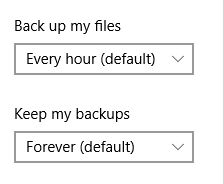 Back up my files
Every hour (default)
Keep my backups
Forever (default)